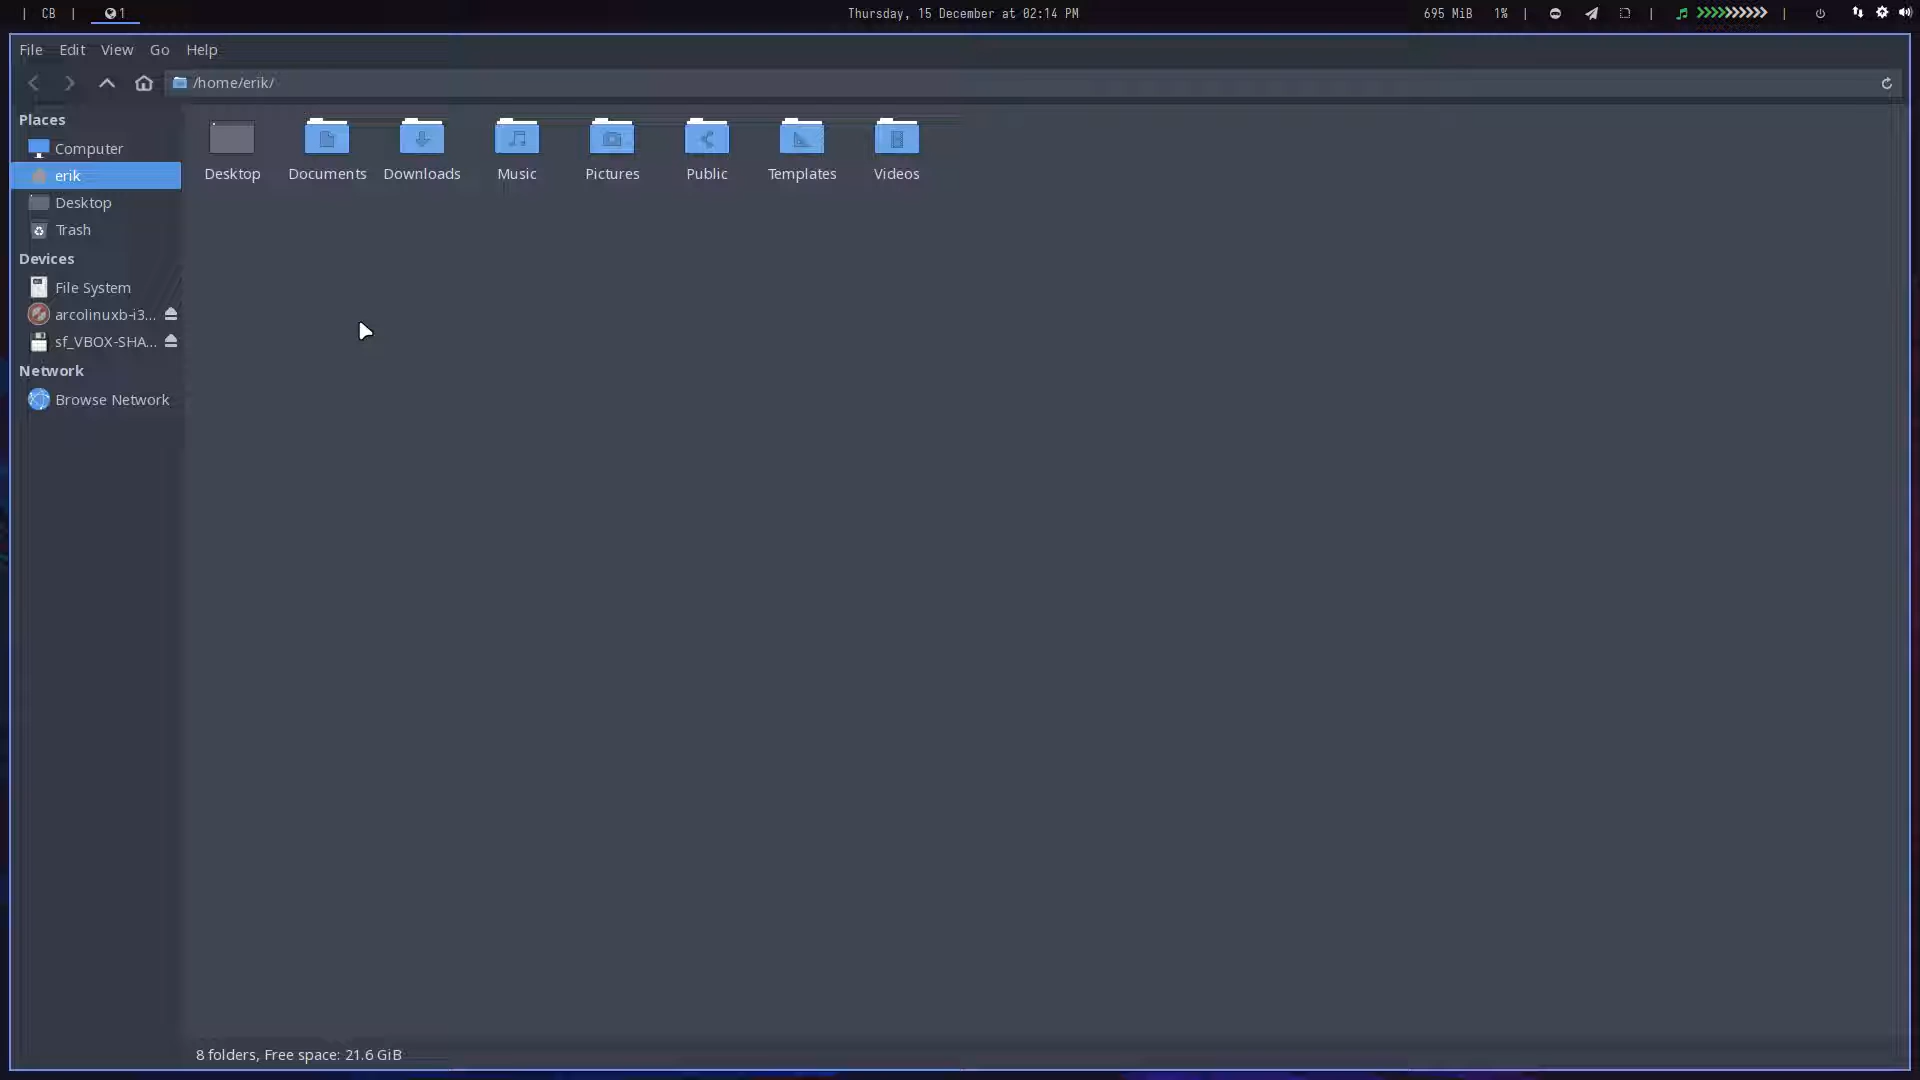 | CB | 1 Thursday, 15 December at 02:14 PM 695 MiB 1% | | |
File Edit View Go Help
/home/erik/
Places
Computer
erik
Desktop
Trash
Devices
File System
arcolinuxb-i3...
sf_VBOX-SHA...
Network
Browse Network
Desktop Documents Downloads Music Pictures Public Templates Videos
8 folders, Free space: 21.6 GiB